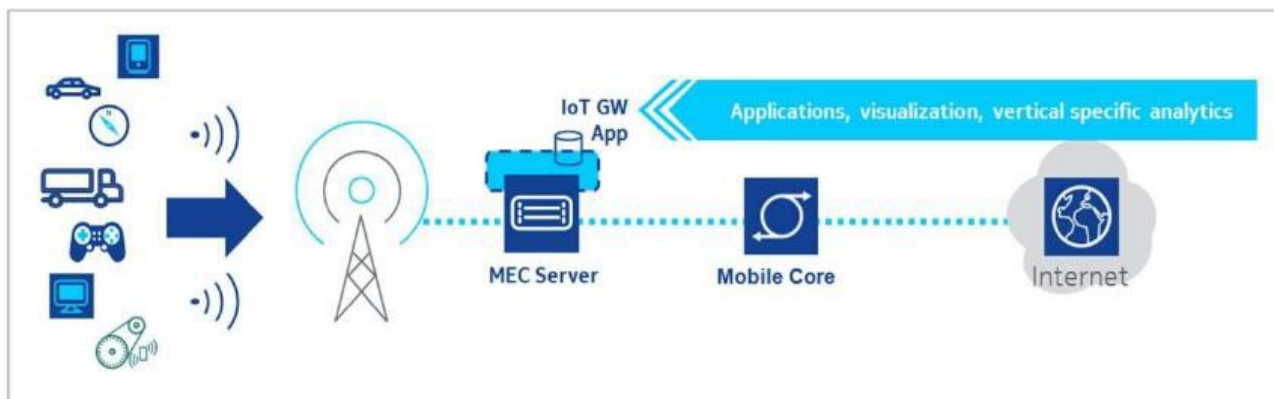 IoT GW
App
Applications, visualization, vertical specific analytics
MEC Server
Mobile Core
Internet